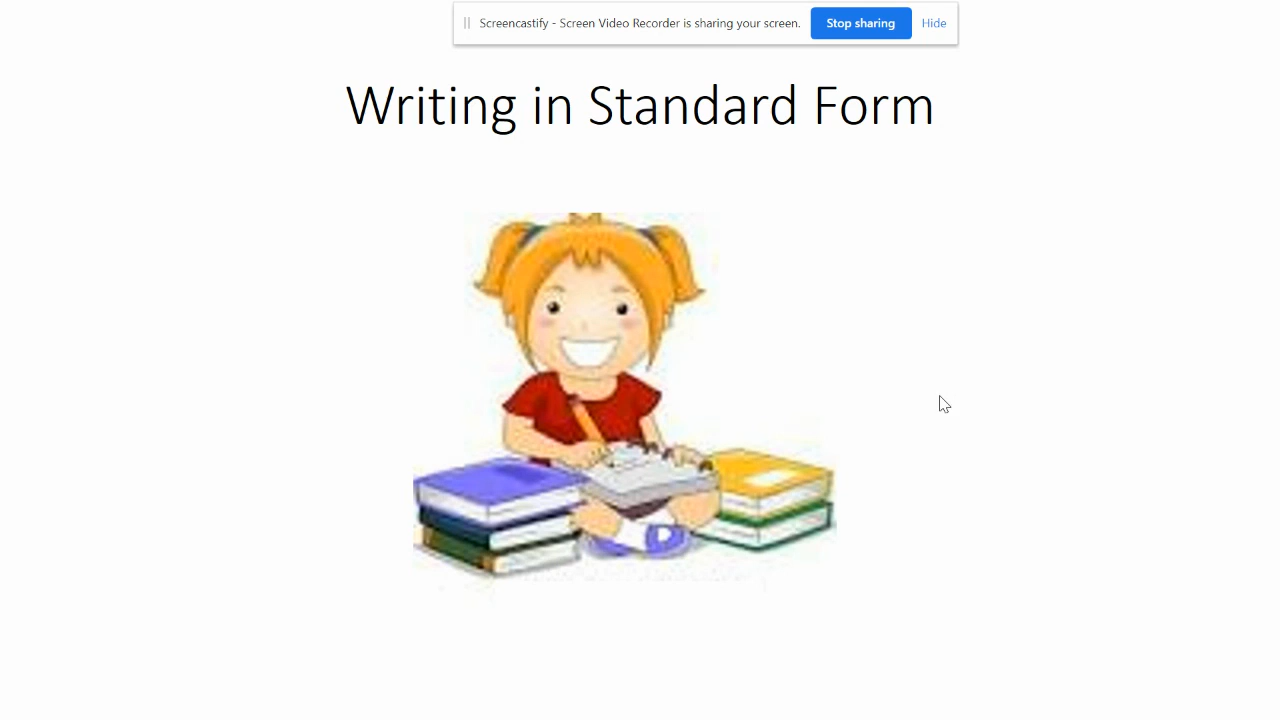 Screencastify - Screen Video Recorder is sharing your screen. Stop sharing Hide
Writing in Standard Form